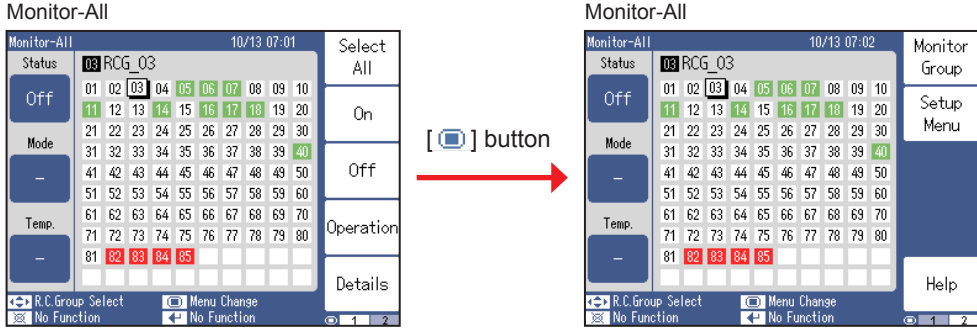 Monitor-All
Monitor-All 10/13 07:01
Status
Off
Mode
–
Temp.
–
03 RCG_03
01 02 03 04 05 06 07 08 09 10
11 12 13 14 15 16 17 18 19 20
21 22 23 24 25 26 27 28 29 30
31 32 33 34 35 36 37 38 39 40
41 42 43 44 45 46 47 48 49 50
51 52 53 54 55 56 57 58 59 60
61 62 63 64 65 66 67 68 69 70
71 72 73 74 75 76 77 78 79 80
81 82 83 84 85
Select
All
On
Off
Operation
Details
R.C.Group Select Menu Change
No Function No Function
1 2
[ ] button
Monitor-All
Monitor-All 10/13 07:02
Status
Off
Mode
–
Temp.
–
03 RCG_03
01 02 03 04 05 06 07 08 09 10
11 12 13 14 15 16 17 18 19 20
21 22 23 24 25 26 27 28 29 30
31 32 33 34 35 36 37 38 39 40
41 42 43 44 45 46 47 48 49 50
51 52 53 54 55 56 57 58 59 60
61 62 63 64 65 66 67 68 69 70
71 72 73 74 75 76 77 78 79 80
81 82 83 84 85
Monitor
Group
Setup
Menu
Help
R.C.Group Select Menu Change
No Function No Function
1 2